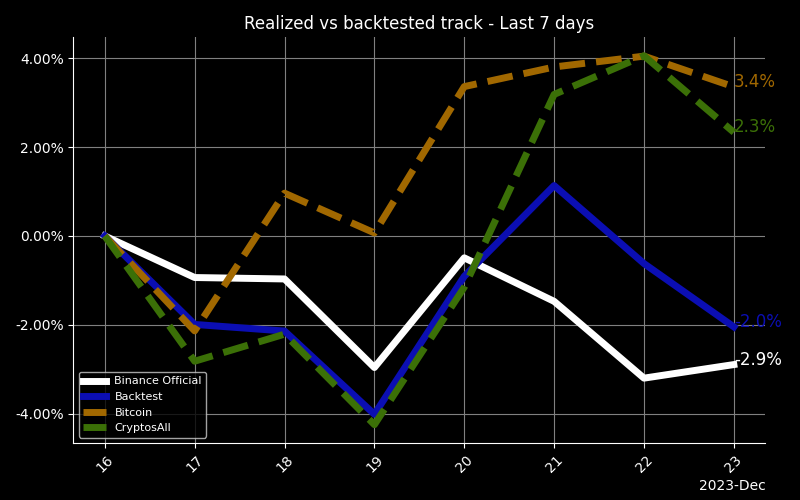 Realized vs backtested track - Last 7 days
4.00%
2.00%
0.00%
-2.00%
-4.00%
3.4%
2.3%
-2.0%
-2.9%
Binance Official
Backtest
Bitcoin
CryptosAll
16
17
18
19
20
21
22
23
2023-Dec